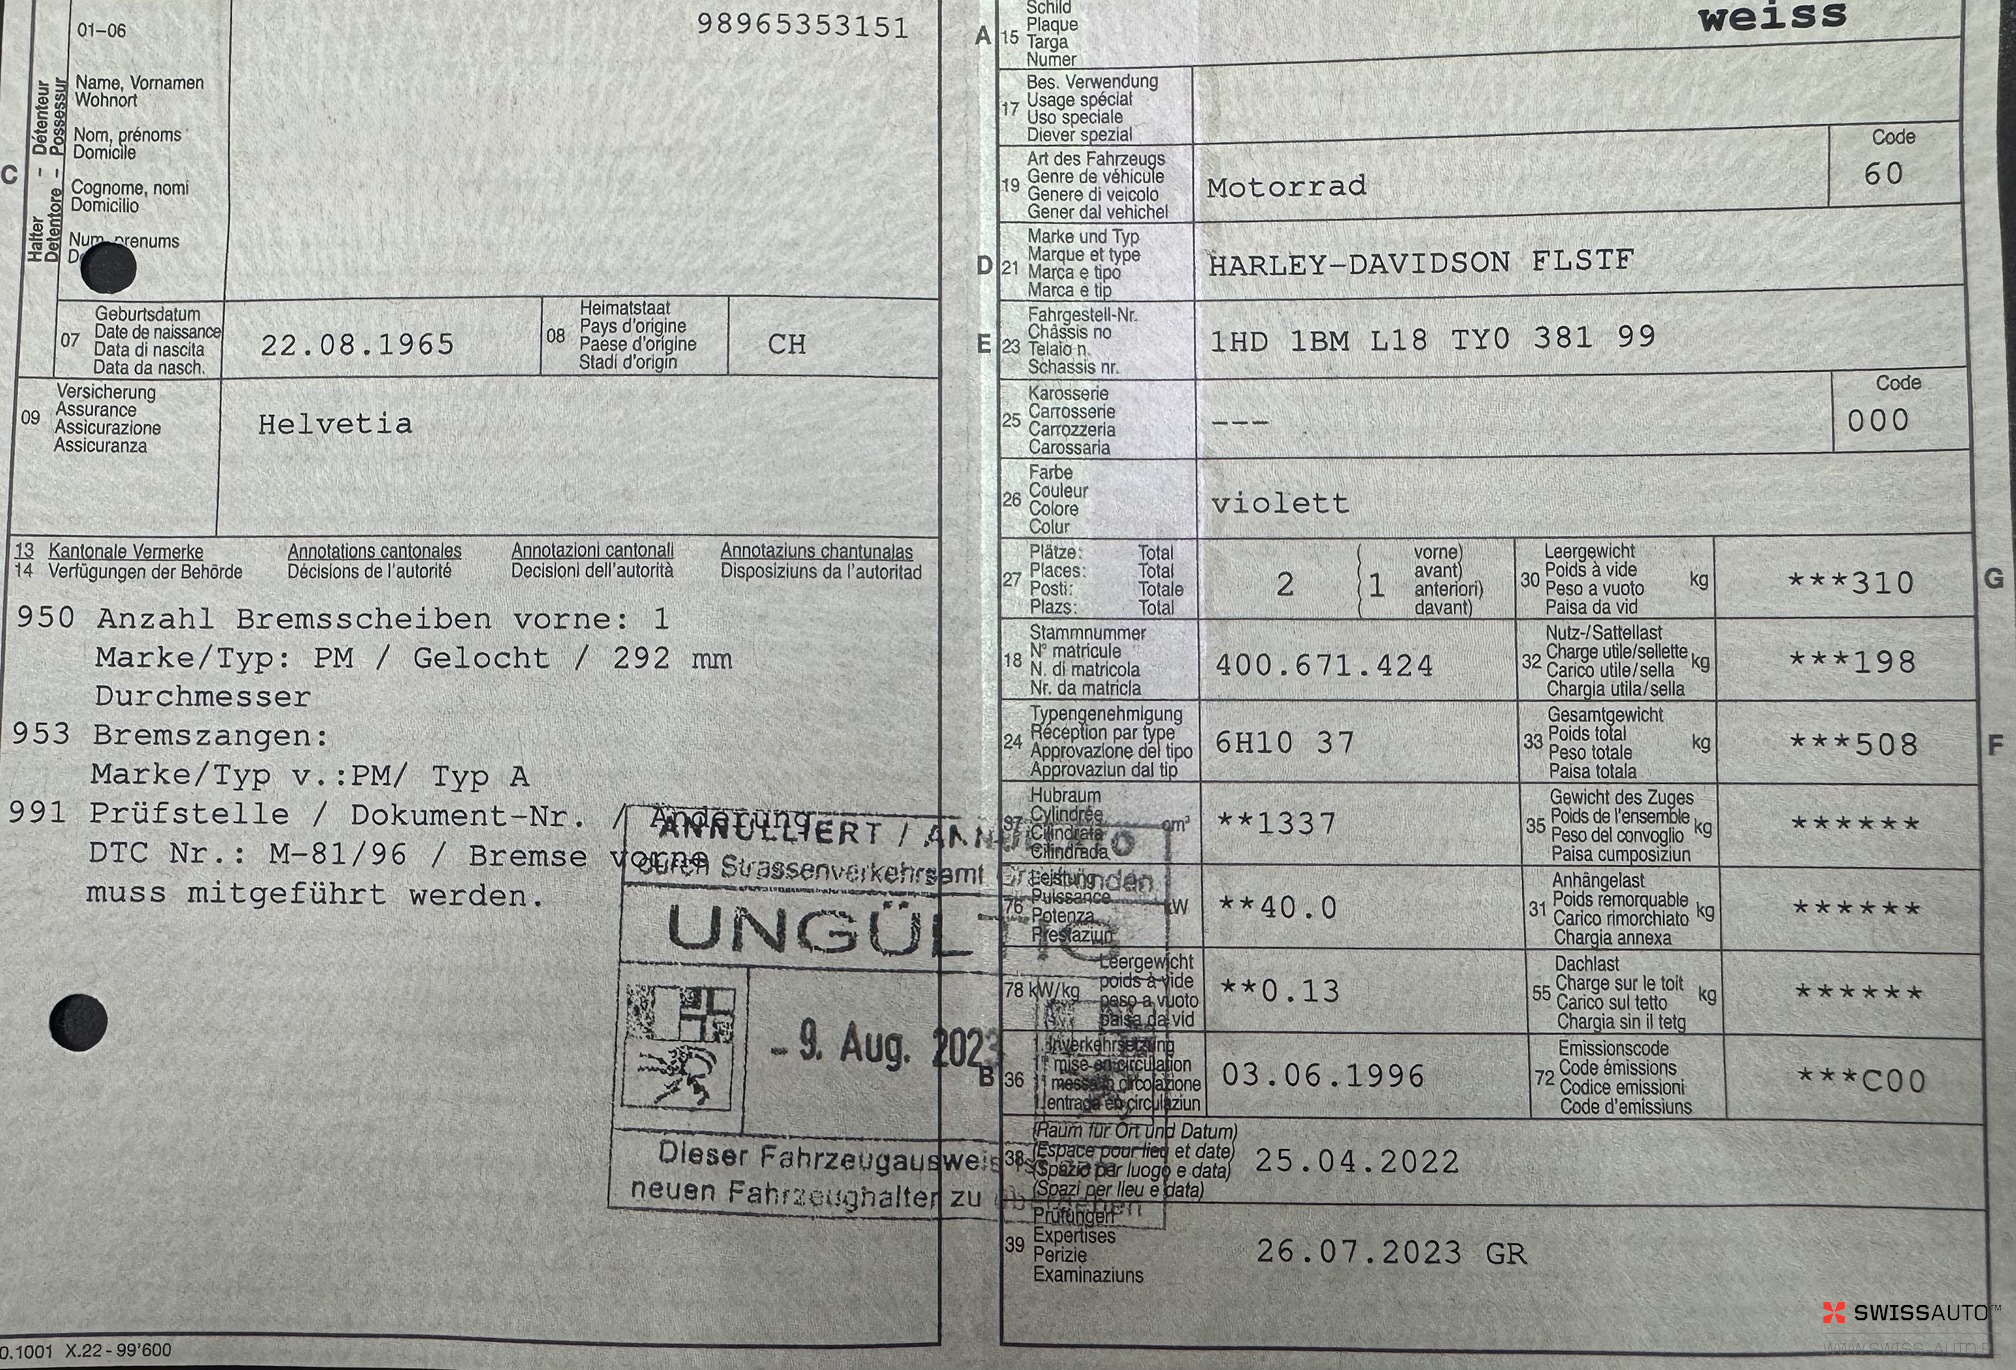 01-06
98965353151
Halter – Détenteur
Detentore – Possessur
C
Name, Vornamen
Wohnort
Nom, prénoms
Domicile
Cognome, nomi
Domicilio
Num, prenums
07
Geburtsdatum
Date de naissance
Data di nascita
Data da nasch.
22.08.1965
08
Heimatstaat
Pays d'origine
Paese d'origine
Stadi d'origin
CH
09
Versicherung
Assurance
Assicurazione
Assicuranza
Helvetia
13 Kantonale Vermerke Annotations cantonales Annotazioni cantonali Annotaziuns chantunalas
14 Verfügungen der Behörde Décisions de l'autorité Decisioni dell'autorità Disposiziuns da l'autoritad
950 Anzahl Bremsscheiben vorne: 1
Marke/Typ: PM / Gelocht / 292 mm
Durchmesser
953 Bremszangen:
Marke/Typ v.:PM/ Typ A
991 Prüfstelle / Dokument-Nr. / Änderung
DTC Nr.: M-81/96 / Bremse vorne
muss mitgeführt werden.
ANNULLIERT / ANNULLATO
durch Strassenverkehrsamt Graubünden
UNGÜLTIG
- 9. Aug. 2023
Dieser Fahrzeugausweis ist dem
neuen Fahrzeughalter zu übergeben
0.1001 X.22 - 99'600
A
15
Schild
Plaque
Targa
Numer
weiss
17
Bes. Verwendung
Usage spécial
Uso speciale
Diever spezial
19
Art des Fahrzeugs
Genre de véhicule
Genere di veicolo
Gener dal vehichel
Motorrad
Code
60
D
21
Marke und Typ
Marque et type
Marca e tipo
Marca e tip
HARLEY-DAVIDSON FLSTF
E
23
Fahrgestell-Nr.
Châssis no
Telaio n.
Schassis nr.
1HD 1BM L18 TY0 381 99
25
Karosserie
Carrosserie
Carrozzeria
Carossaria
---
Code
000
26
Farbe
Couleur
Colore
Colur
violett
27
Plätze: Total
Places: Total
Posti: Totale
Plazs: Total
2
( 1
vorne)
avant)
anteriori)
davant)
30
Leergewicht
Poids à vide
Peso a vuoto
Paisa da vid
kg
***310
G
18
Stammnummer
N° matricule
N. di matricola
Nr. da matricla
400.671.424
32
Nutz-/Sattellast
Charge utile/sellette
Carico utile/sella
Chargia utila/sella
kg
***198
24
Typengenehmigung
Réception par type
Approvazione del tipo
Approvaziun dal tip
6H10 37
33
Gesamtgewicht
Poids total
Peso totale
Paisa totala
kg
***508
F
37
Hubraum
Cylindrée
Cilindrata
Cilindrada
cm³
**1337
35
Gewicht des Zuges
Poids de l'ensemble
Peso del convoglio
Paisa cumposiziun
kg
******
76
Leistung
Puissance
Potenza
Prestaziun
kW
**40.0
31
Anhängelast
Poids remorquable
Carico rimorchiato
Chargia annexa
kg
******
78 kW/kg
Leergewicht
poids à vide
peso a vuoto
paisa da vid
**0.13
55
Dachlast
Charge sur le toit
Carico sul tetto
Chargia sin il tetg
kg
******
B
36
1. Inverkehrsetzung
1re mise en circulation
1a messa in circolazione
1. entrada en circulaziun
03.06.1996
72
Emissionscode
Code émissions
Codice emissioni
Code d'emissiuns
***C00
38
(Raum für Ort und Datum)
(Espace pour lieu et date)
(Spazio per luogo e data)
(Spazi per lieu e data)
25.04.2022
39
Prüfungen
Expertises
Perizie
Examinaziuns
26.07.2023 GR
SWISSAUTO™